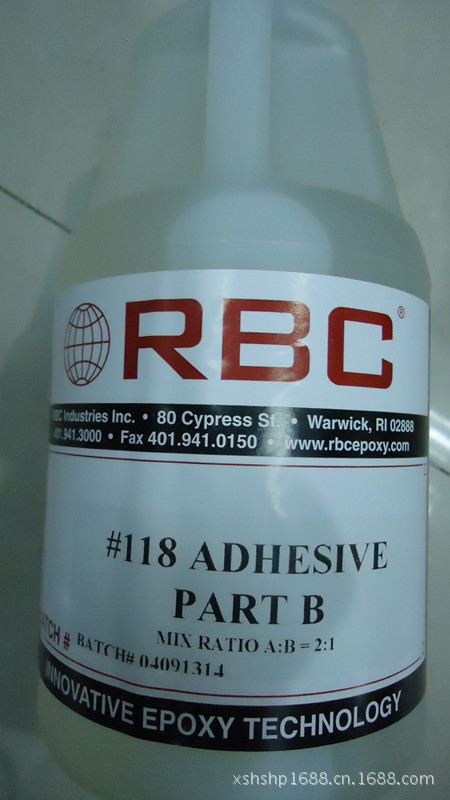 RBC®
RBC Industries Inc. • 80 Cypress St. • Warwick, RI 02888
401.941.3000 • Fax 401.941.0150 • www.rbcepoxy.com
#118 ADHESIVE
PART B
MIX RATIO A:B = 2:1
BATCH # BATCH# 04091314
INNOVATIVE EPOXY TECHNOLOGY
xshshp1688.cn.1688.com